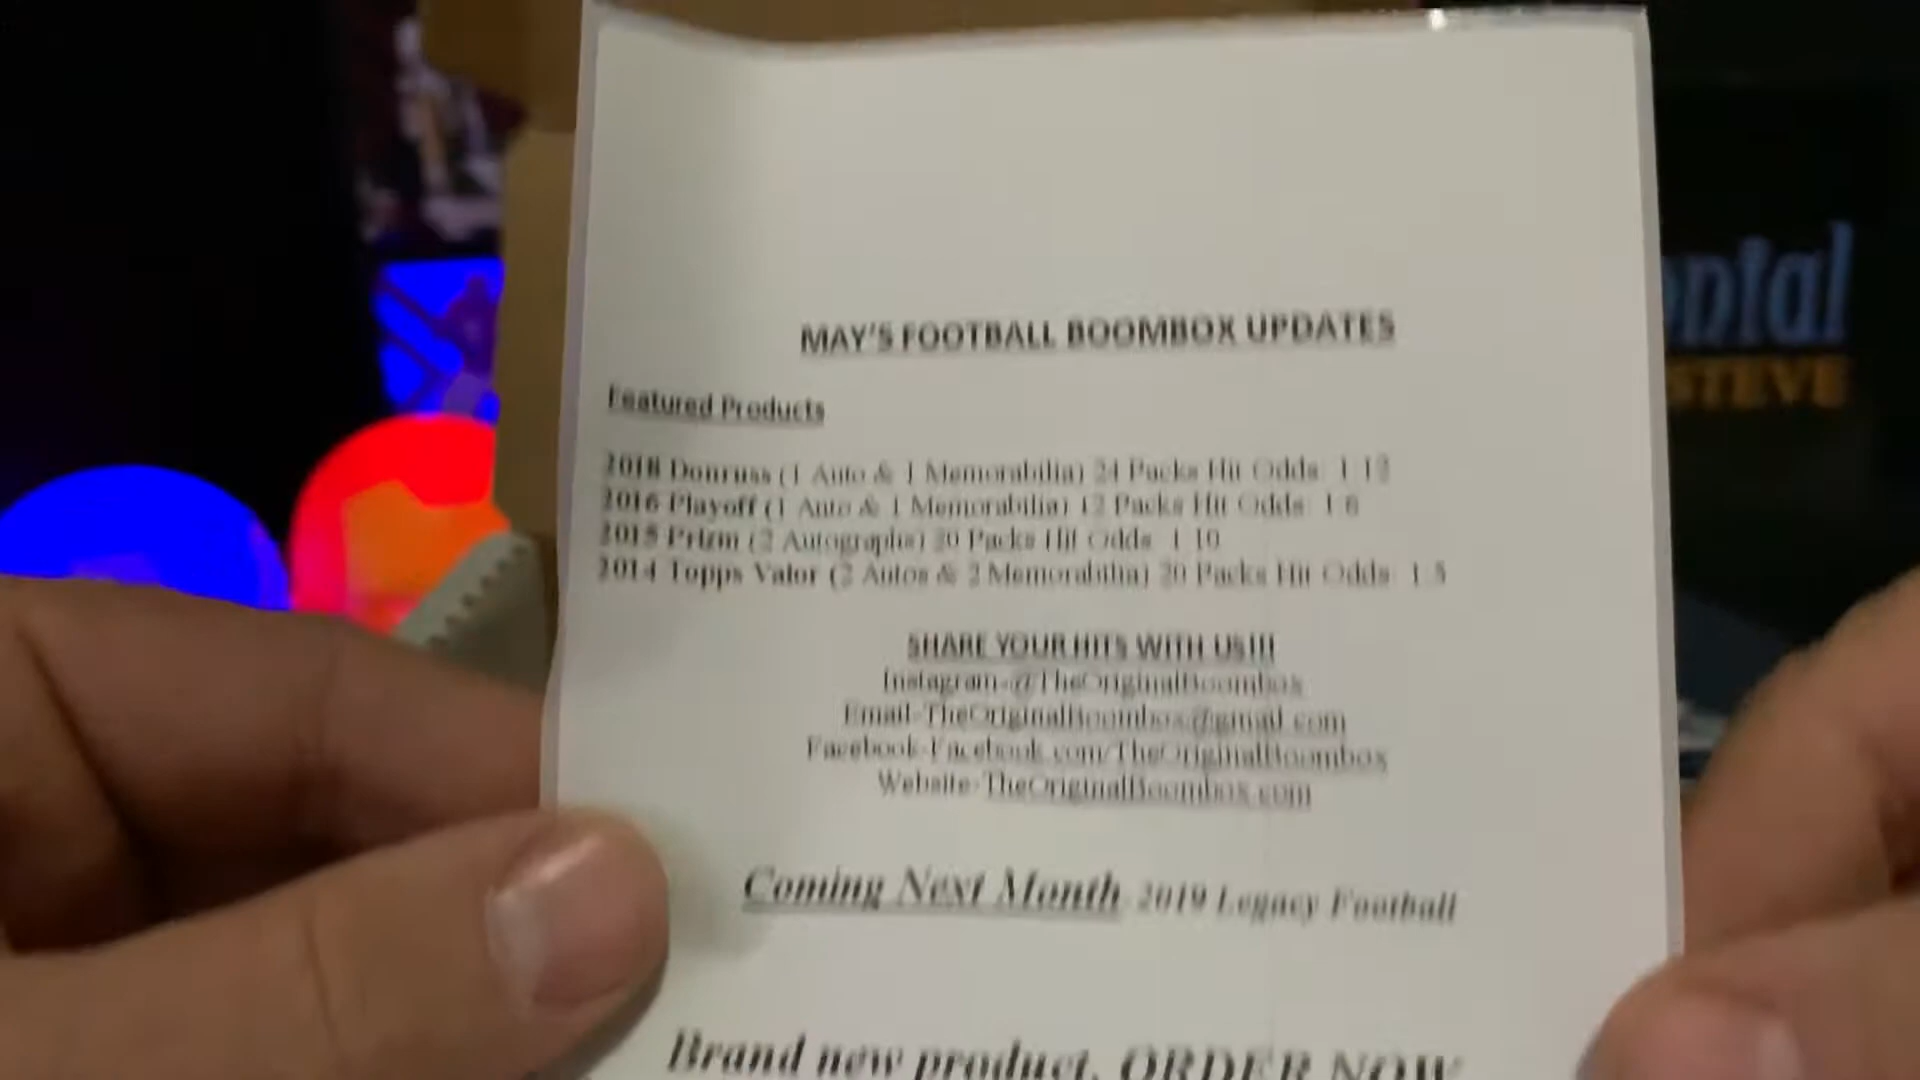 MAY'S FOOTBALL BOOMBOX UPDATES
Featured Products
2018 Donruss (1 Auto & 1 Memorabilia) 24 Packs Hit Odds: 1:12
2016 Playoff (1 Auto & 1 Memorabilia) 12 Packs Hit Odds: 1:6
2015 Prizm (2 Autographs) 20 Packs Hit Odds: 1:10
2014 Topps Valor (2 Autos & 2 Memorabilia) 20 Packs Hit Odds: 1:5
SHARE YOUR HITS WITH US!!!
Instagram-@TheOriginalBoombox
Email-TheOriginalBoombox@gmail.com
Facebook-Facebook.com/TheOriginalBoombox
Website-TheOriginalBoombox.com
Coming Next Month 2019 Legacy Football
Brand new product. ORDER NOW
STEVE